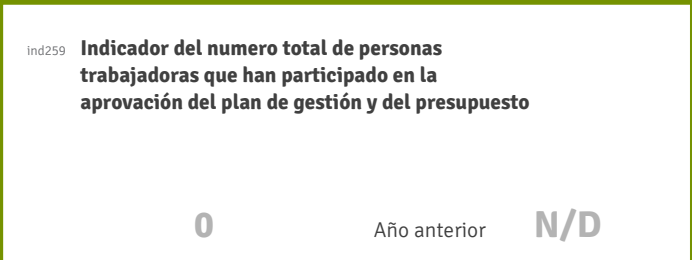 ind259 Indicador del numero total de personas
trabajadoras que han participado en la
aprovación del plan de gestión y del presupuesto
0 Año anterior N/D